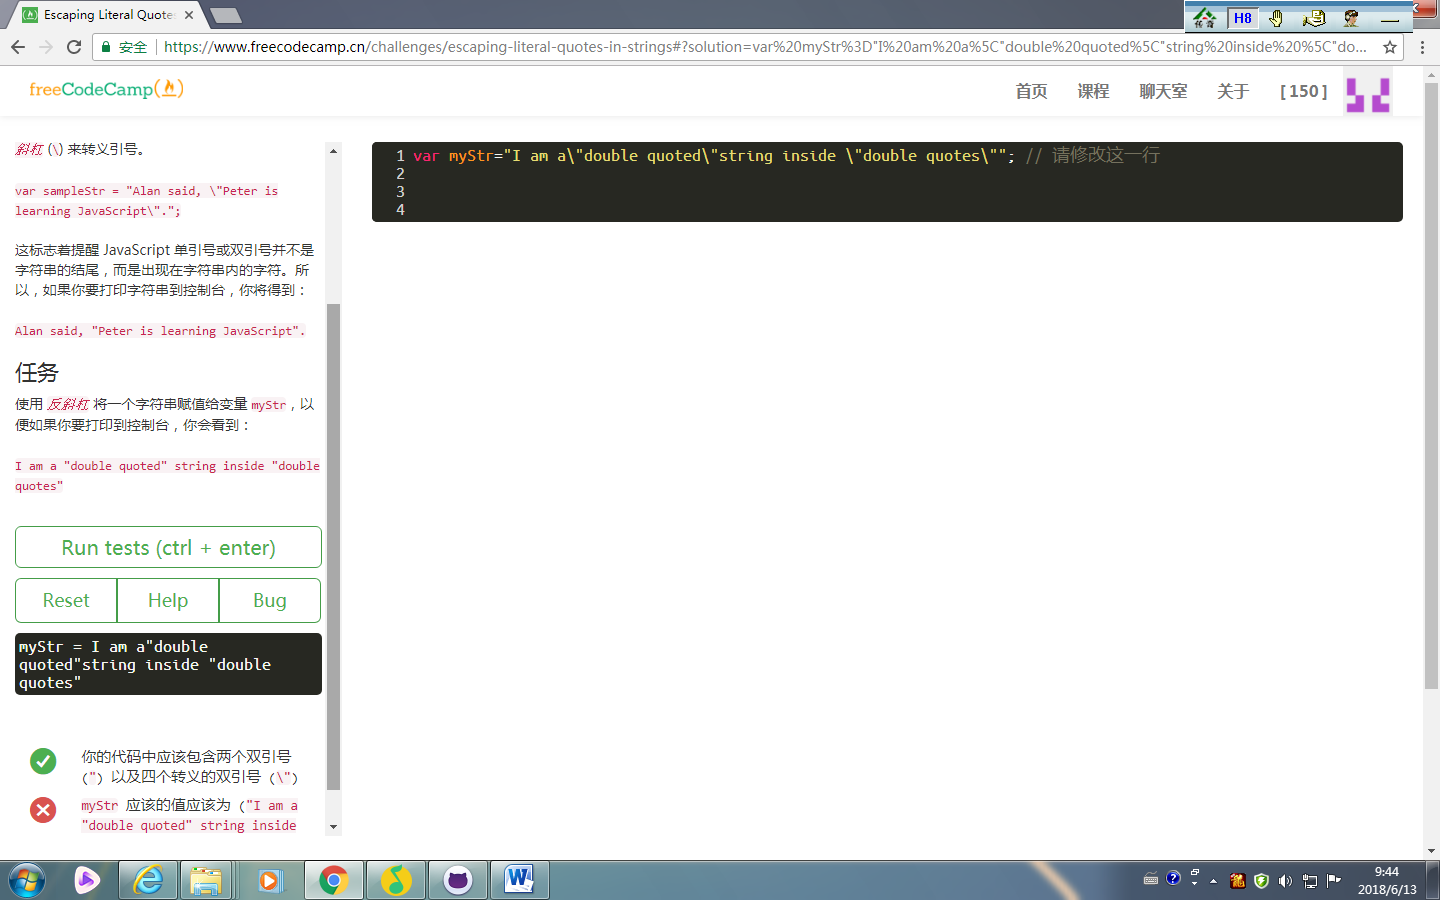 Escaping Literal Quote
H8
安全 https://www.freecodecamp.cn/challenges/escaping-literal-quotes-in-strings#?solution=var%20myStr%3D"I%20am%20a%5C"double%20quoted%5C"string%20inside%20%5C"do...
freeCodeCamp
首页 课程 聊天室 关于 [ 150 ]
斜杠 (\) 来转义引号。
var sampleStr = "Alan said, \"Peter is
learning JavaScript\".";
这标志着提醒 JavaScript 单引号或双引号并不是
字符串的结尾，而是出现在字符串内的字符。所
以，如果你要打印字符串到控制台，你将得到：
Alan said, "Peter is learning JavaScript".
任务
使用 反斜杠 将一个字符串赋值给变量 myStr，以
便如果你要打印到控制台，你会看到：
I am a "double quoted" string inside "double
quotes"
Run tests (ctrl + enter)
Reset Help Bug
myStr = I am a"double
quoted"string inside "double
quotes"
你的代码中应该包含两个双引号
(") 以及四个转义的双引号 (\")
myStr 应该的值应该为 ("I am a
"double quoted" string inside
1 var myStr="I am a\"double quoted\"string inside \"double quotes\""; // 请修改这一行
2
3
4
9:44
2018/6/13